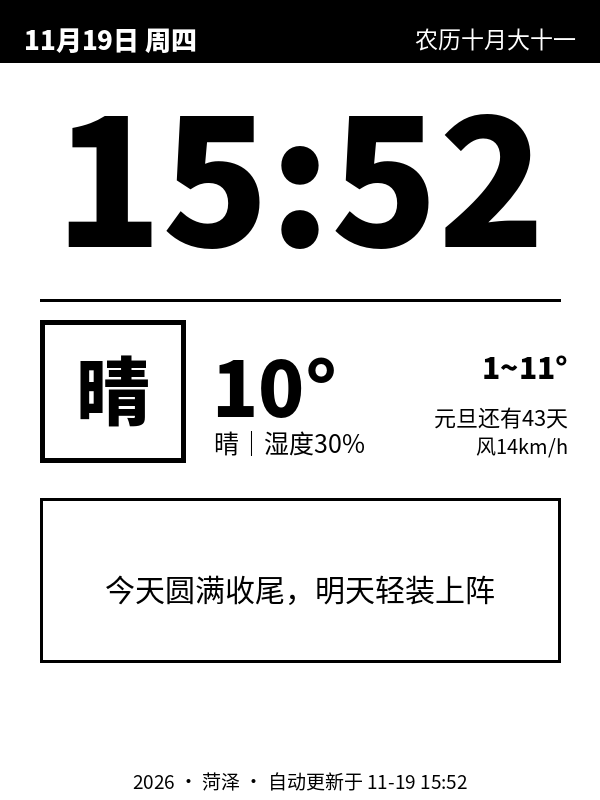 11月19日 周四
农历十月大十一
15:52
晴
10°
晴｜湿度30%
1~11°
元旦还有43天
风14km/h
今天圆满收尾，明天轻装上阵
2026 · 菏泽 · 自动更新于 11-19 15:52